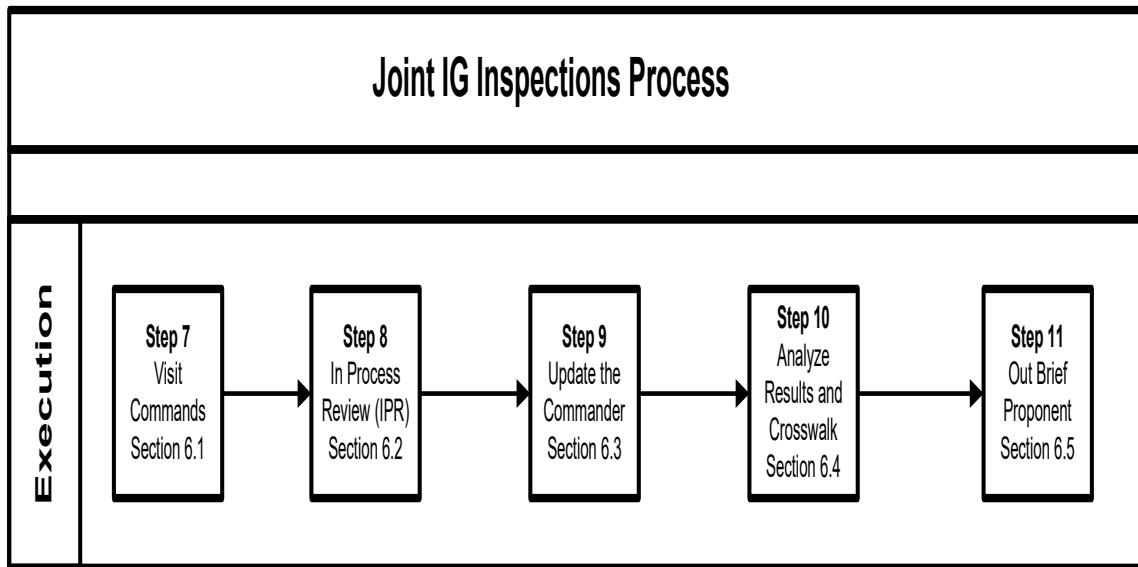 Joint IG Inspections Process
Execution
Step 7
Visit
Commands
Section 6.1
Step 8
In Process
Review (IPR)
Section 6.2
Step 9
Update the
Commander
Section 6.3
Step 10
Analyze
Results and
Crosswalk
Section 6.4
Step 11
Out Brief
Proponent
Section 6.5